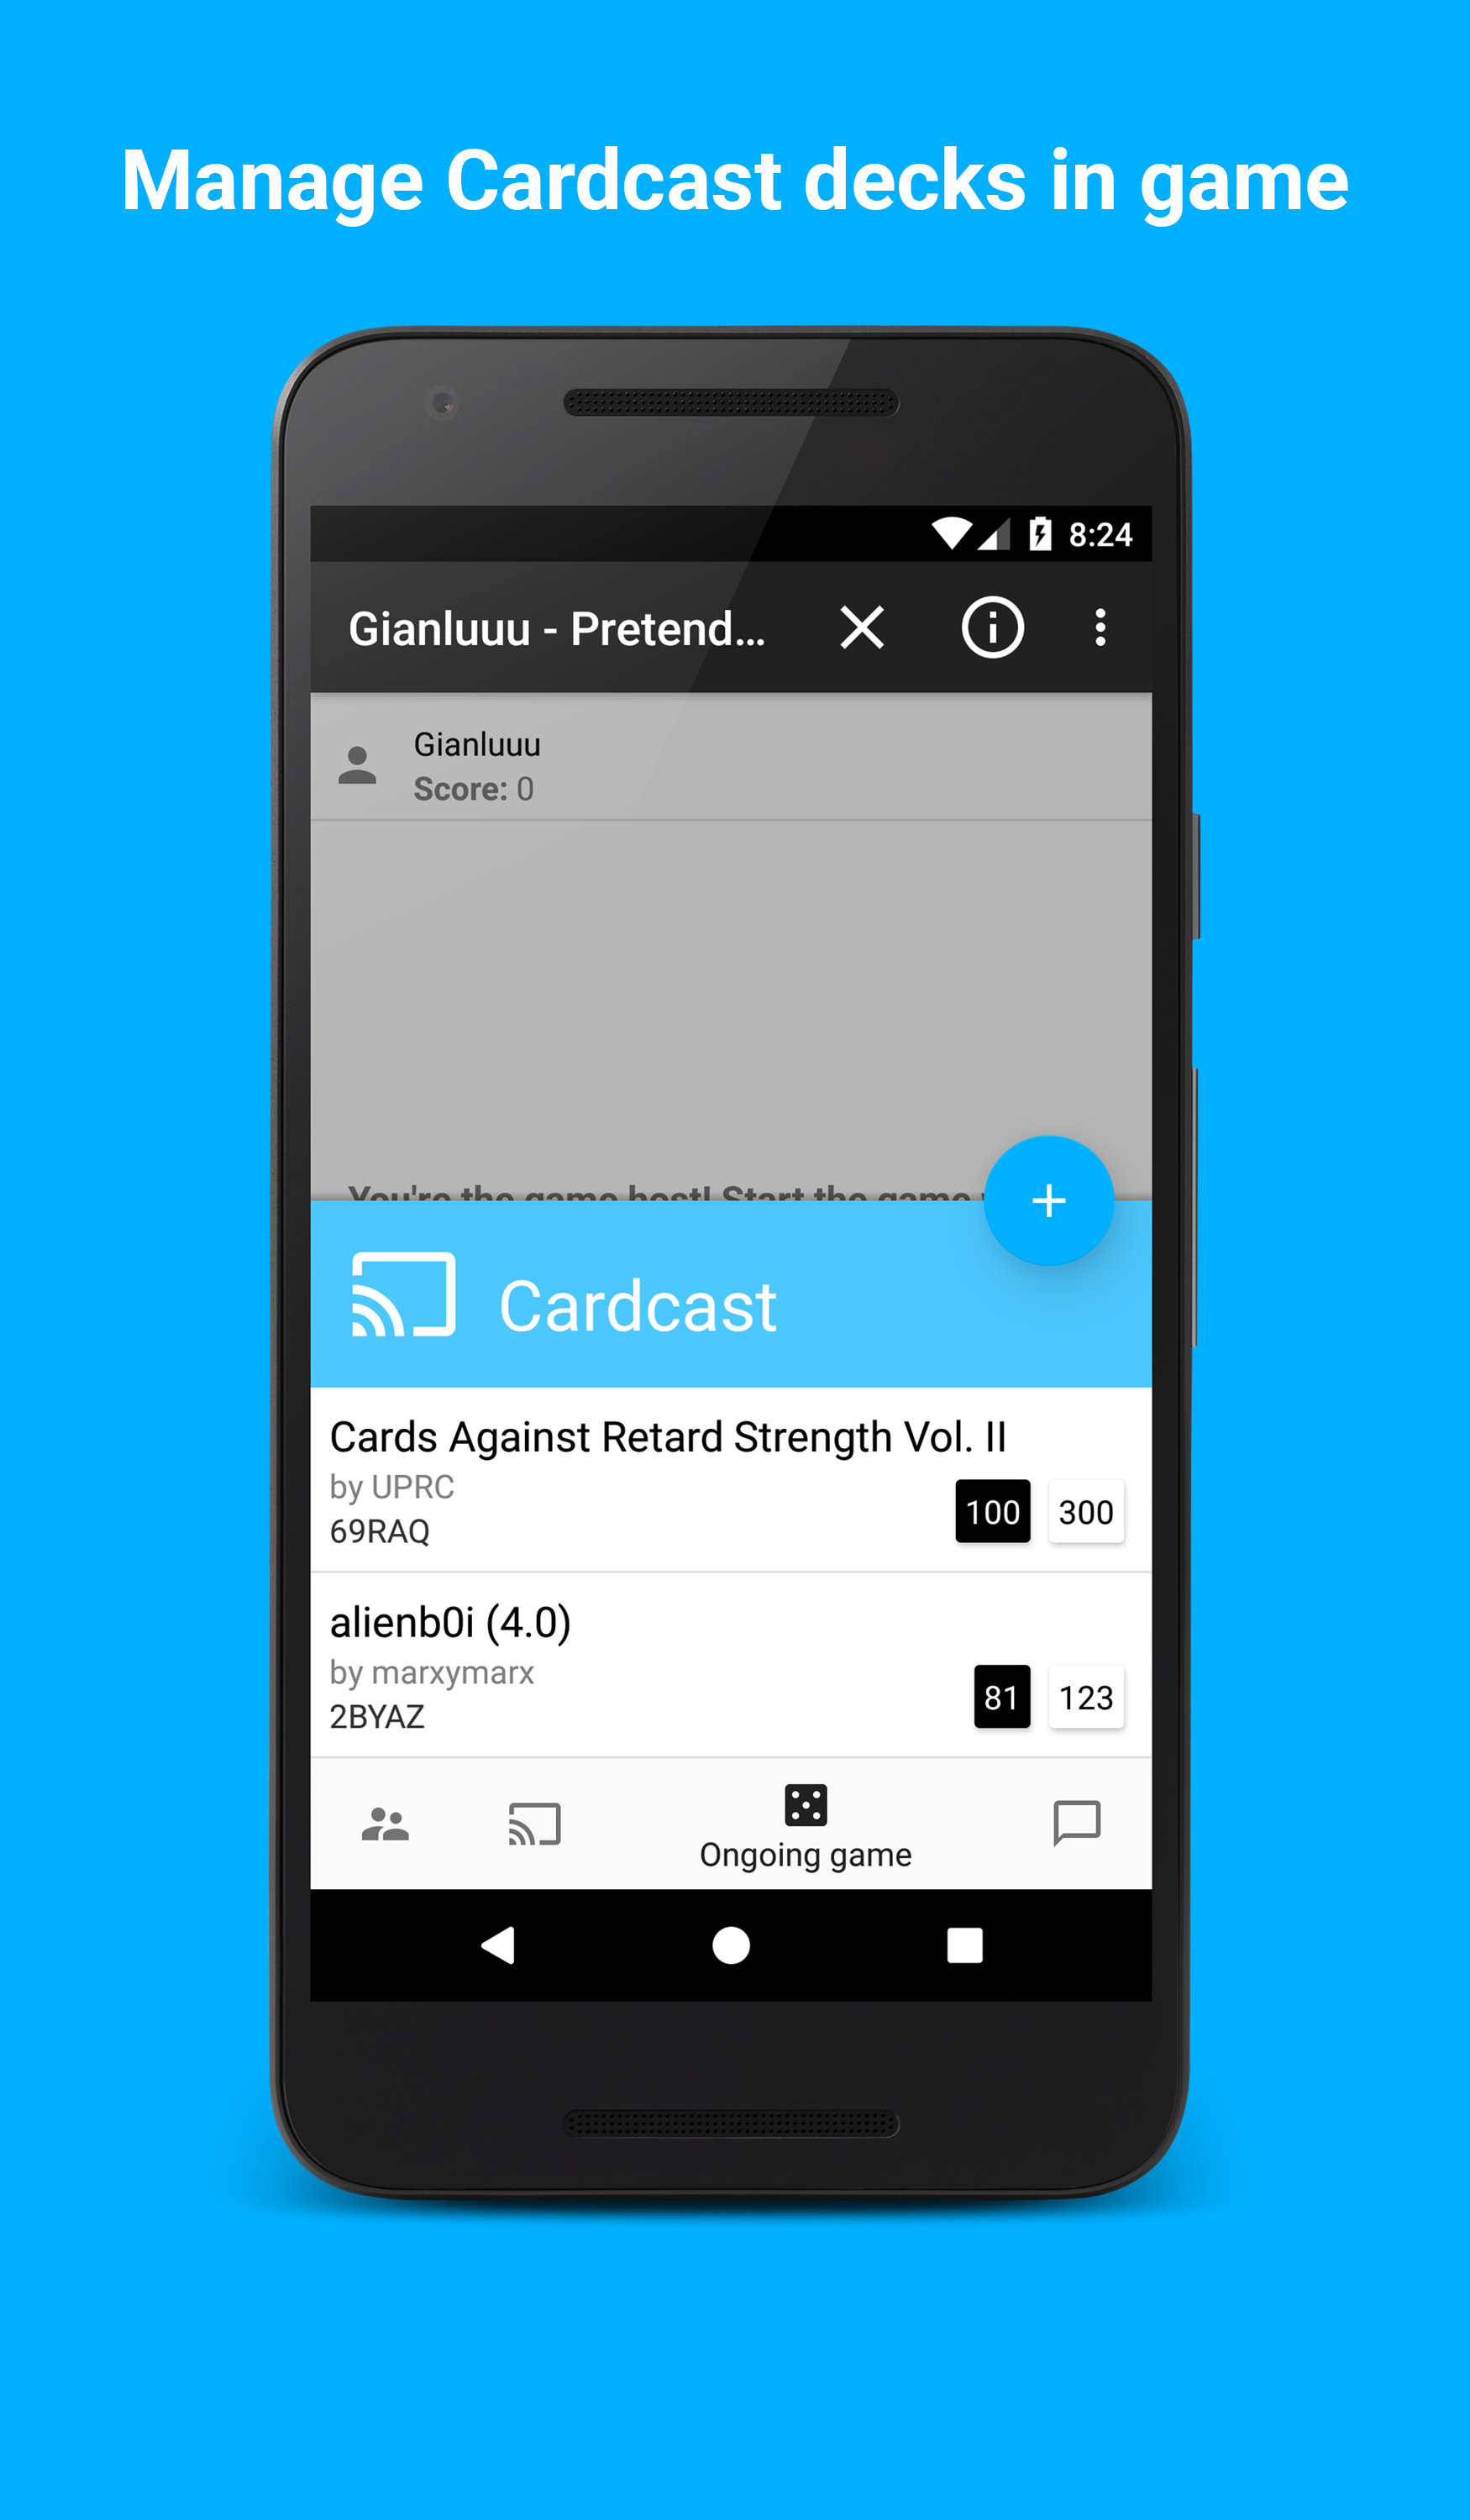 Manage Cardcast decks in game
8:24
Gianluuu - Pretend...
Gianluuu
Score: 0
You're the game host! Start the game
Cardcast
Cards Against Retard Strength Vol. II
by UPRC
69RAQ
100 300
alienb0i (4.0)
by marxymarx
2BYAZ
81 123
Ongoing game